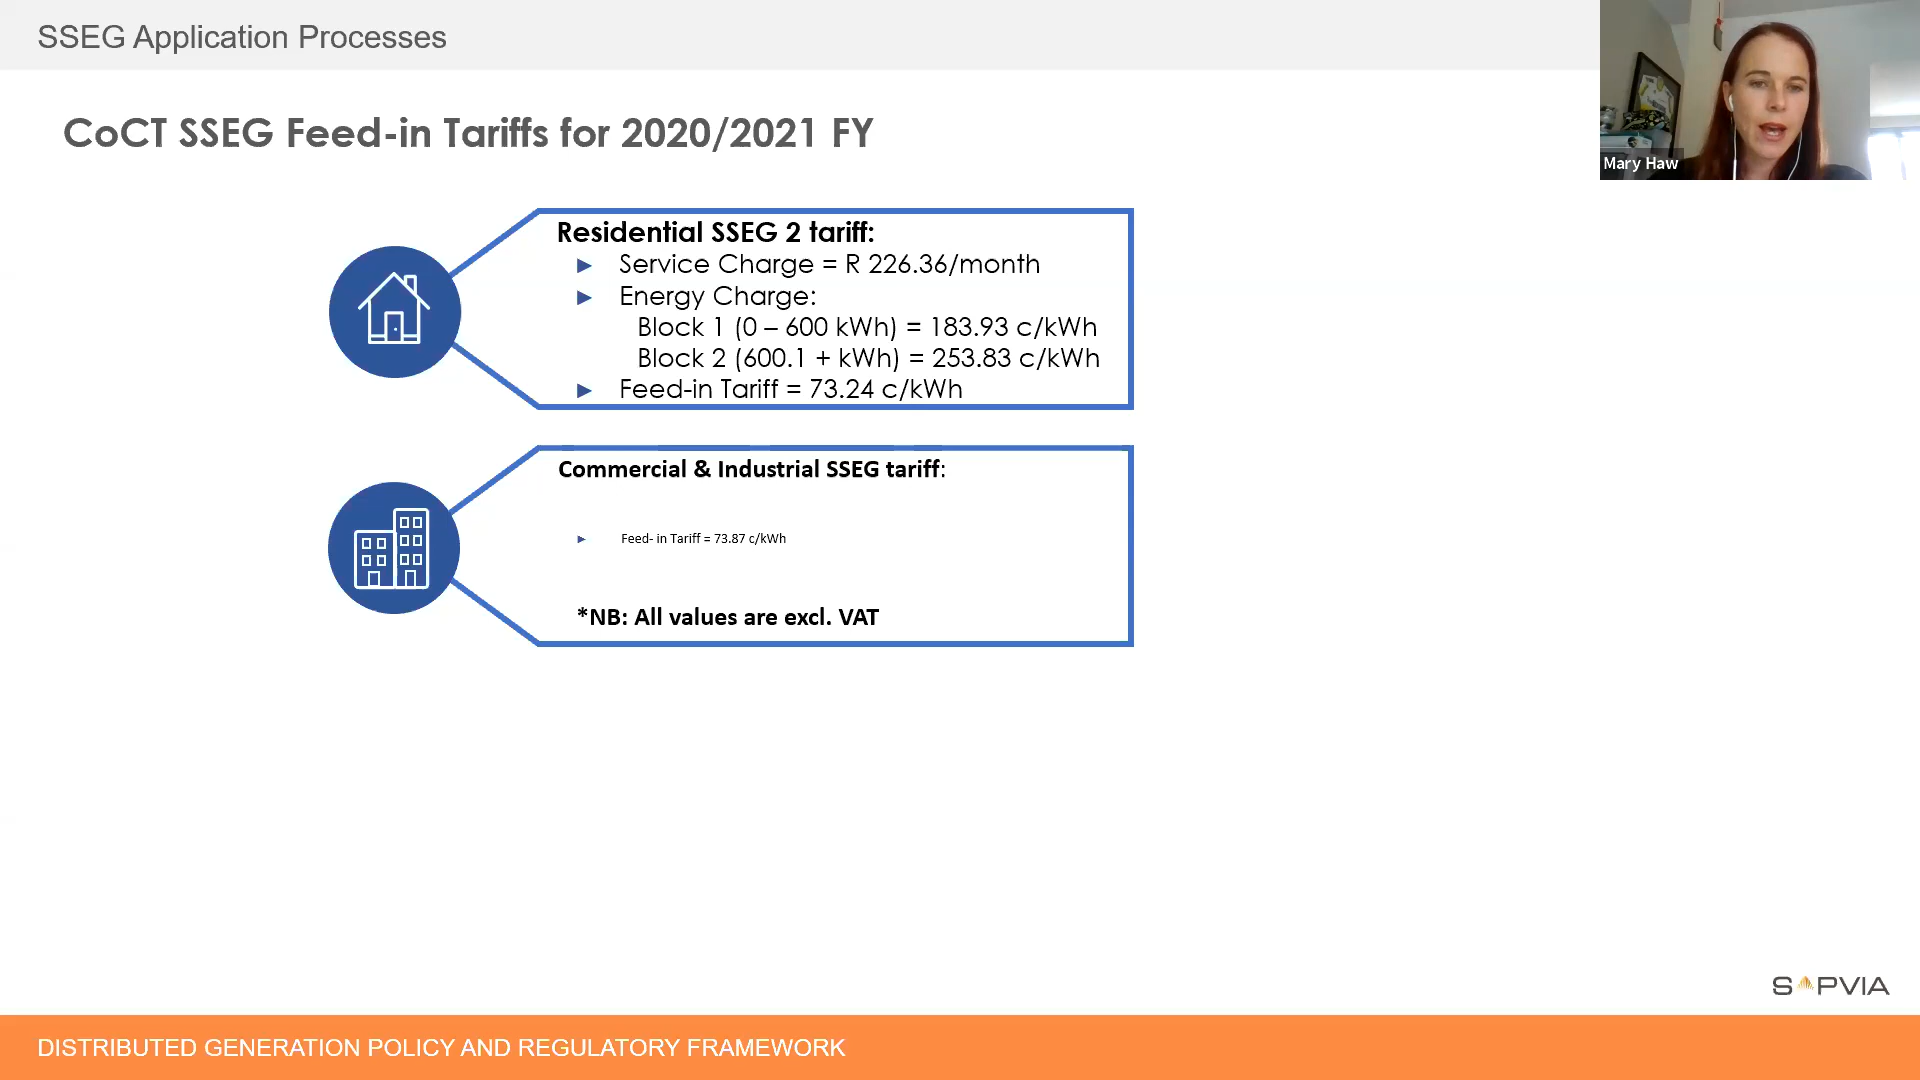 SSEG Application Processes
Mary Haw
CoCT SSEG Feed-in Tariffs for 2020/2021 FY
Residential SSEG 2 tariff:
► Service Charge = R 226.36/month
► Energy Charge:
Block 1 (0 – 600 kWh) = 183.93 c/kWh
Block 2 (600.1 + kWh) = 253.83 c/kWh
► Feed-in Tariff = 73.24 c/kWh
Commercial & Industrial SSEG tariff:
► Feed- in Tariff = 73.87 c/kWh
*NB: All values are excl. VAT
SAPVIA
DISTRIBUTED GENERATION POLICY AND REGULATORY FRAMEWORK